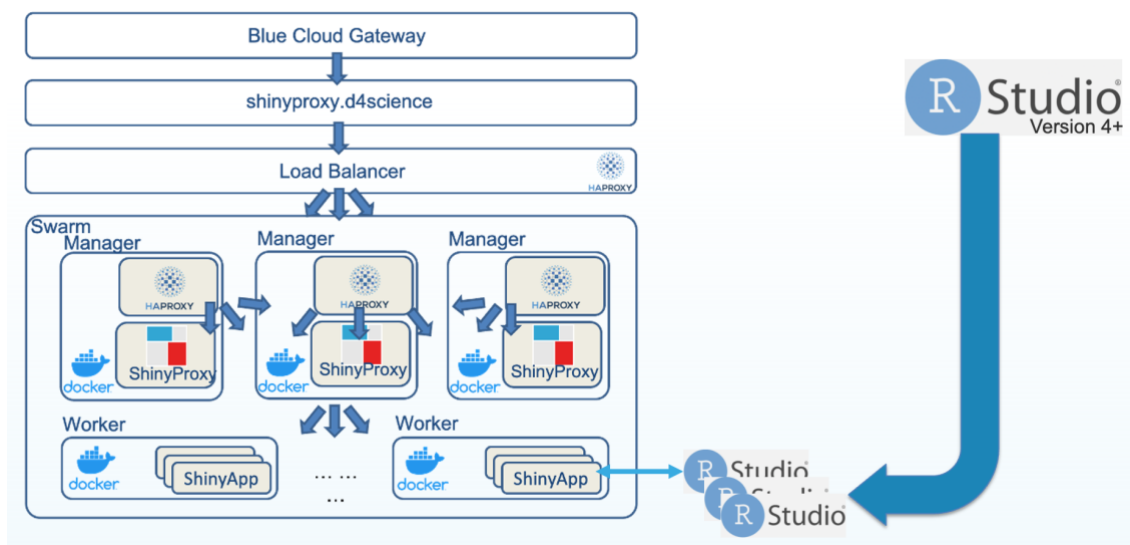 Blue Cloud Gateway
shinyproxy.d4science
Load Balancer
HAPROXY
R Studio®
Version 4+
Swarm
Manager
Manager
Manager
HAPROXY
HAPROXY
HAPROXY
ShinyProxy
ShinyProxy
ShinyProxy
docker
docker
docker
Worker
Worker
docker
ShinyApp
... ...
...
docker
ShinyApp
R Studio
R Studio
R Studio